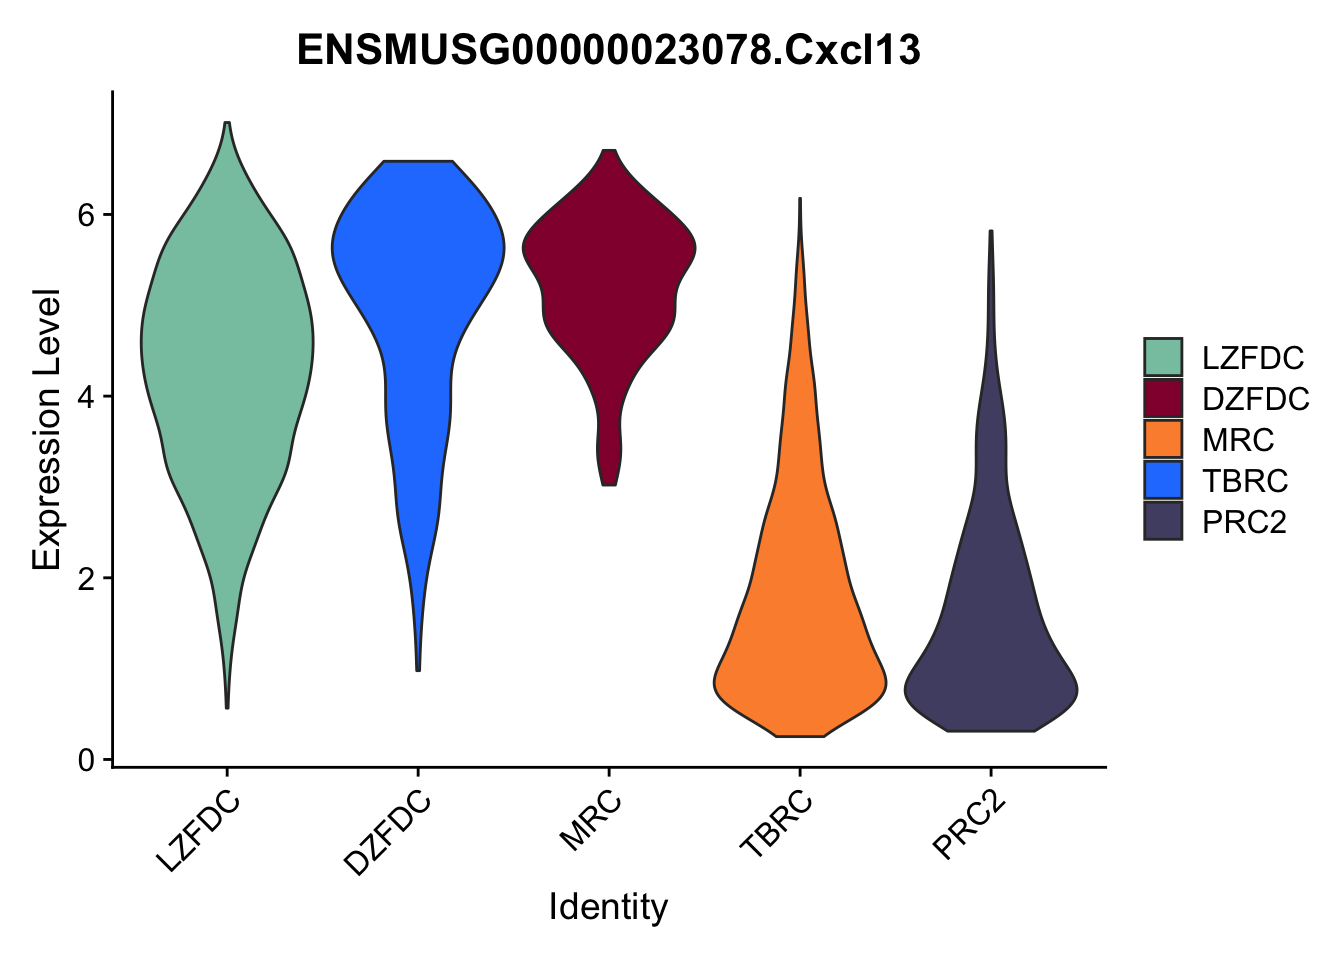 ENSMUSG00000023078.Cxcl13
Expression Level
6
4
2
0
LZFDC
DZFDC
MRC
TBRC
PRC2
Identity
LZFDC
DZFDC
MRC
TBRC
PRC2